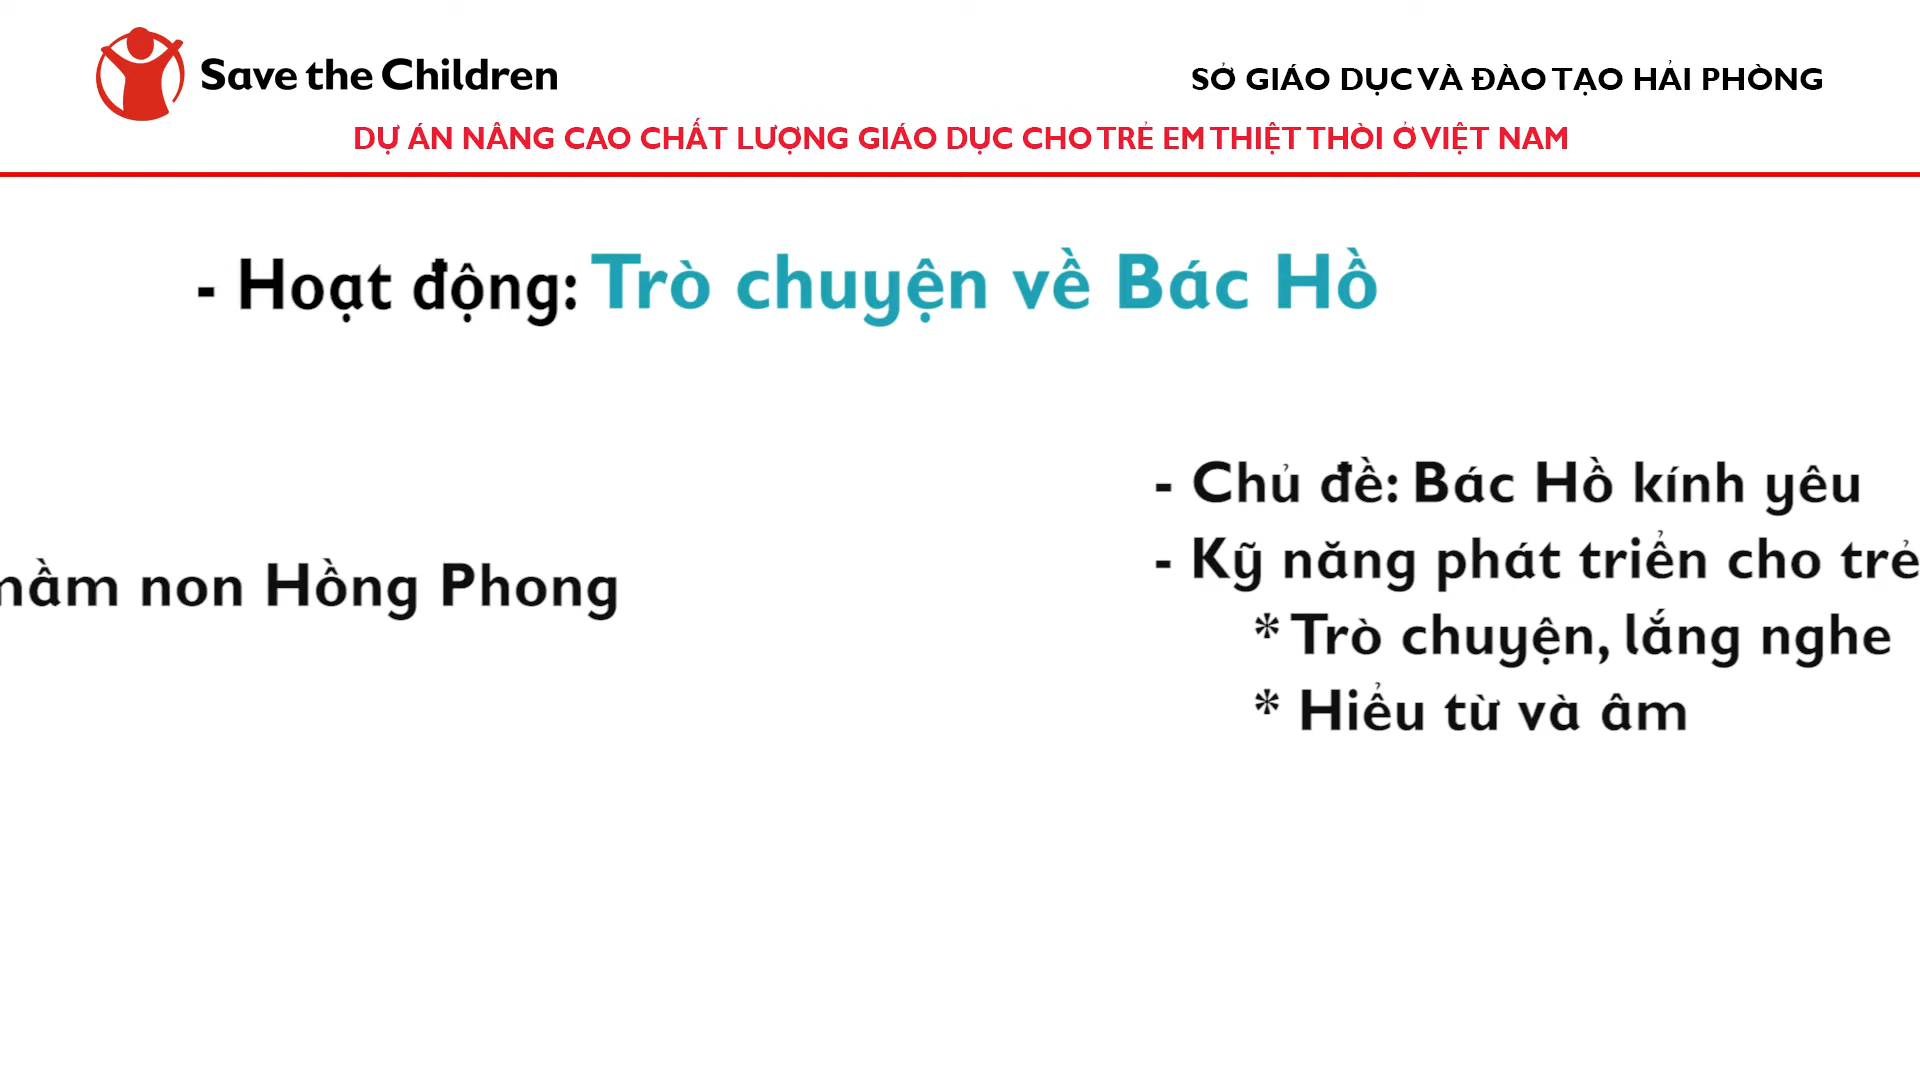 Save the Children
SỞ GIÁO DỤC VÀ ĐÀO TẠO HẢI PHÒNG
DỰ ÁN NÂNG CAO CHẤT LƯỢNG GIÁO DỤC CHO TRẺ EM THIỆT THÒI Ở VIỆT NAM
- Hoạt động: Trò chuyện về Bác Hồ
non Hồng Phong
- Chủ đề: Bác Hồ kính yêu
- Kỹ năng phát triển cho trẻ
* Trò chuyện, lắng nghe
* Hiểu từ và âm